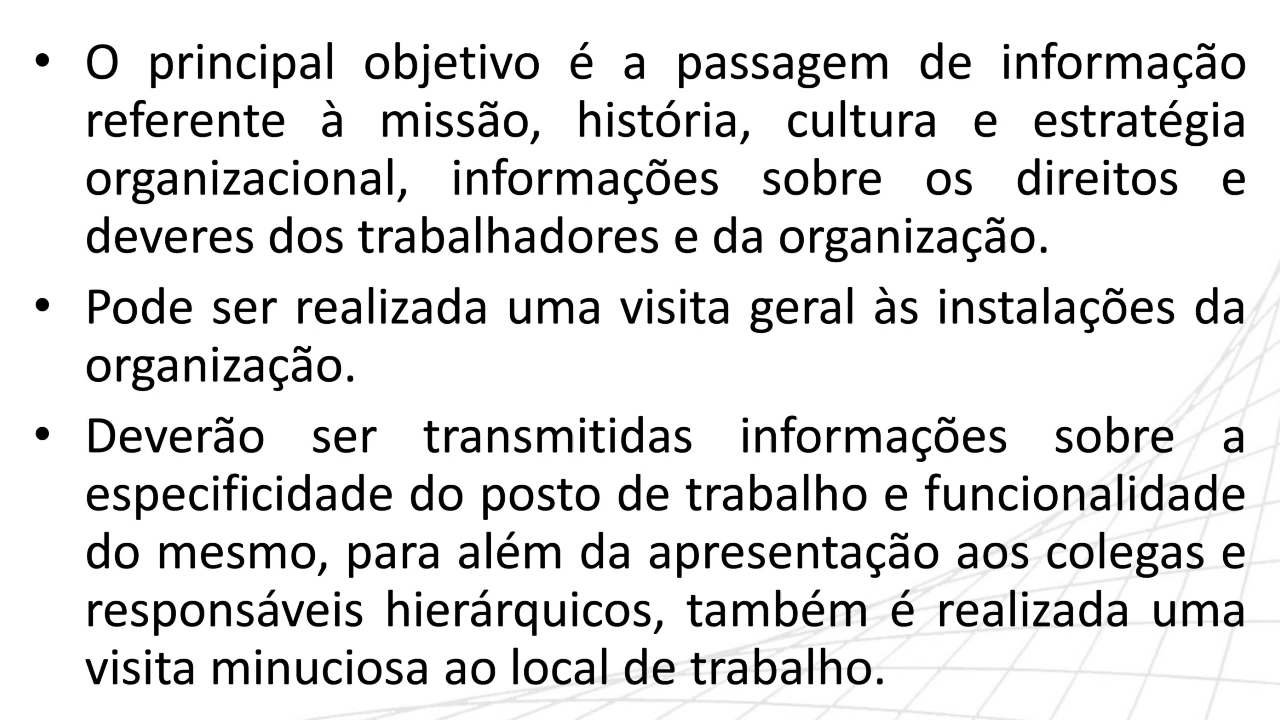 • O principal objetivo é a passagem de informação
referente à missão, história, cultura e estratégia
organizacional, informações sobre os direitos e
deveres dos trabalhadores e da organização.
• Pode ser realizada uma visita geral às instalações da
organização.
• Deverão ser transmitidas informações sobre a
especificidade do posto de trabalho e funcionalidade
do mesmo, para além da apresentação aos colegas e
responsáveis hierárquicos, também é realizada uma
visita minuciosa ao local de trabalho.